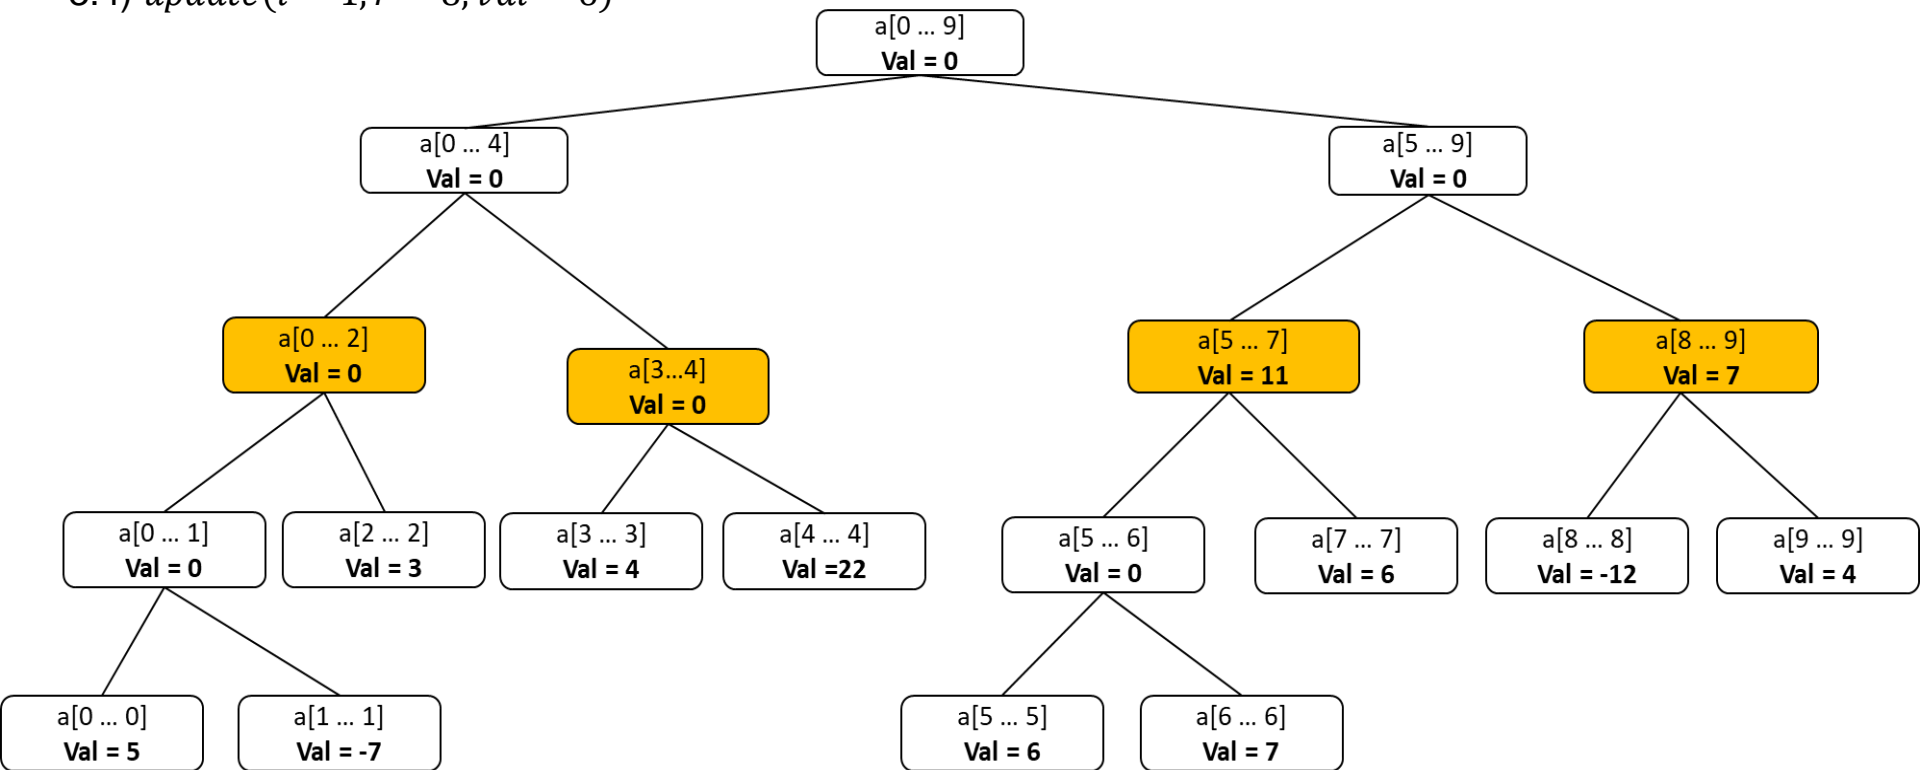 a[0 ... 9]
Val = 0
a[0 ... 4]
Val = 0
a[5 ... 9]
Val = 0
a[0 ... 2]
Val = 0
a[3...4]
Val = 0
a[5 ... 7]
Val = 11
a[8 ... 9]
Val = 7
a[0 ... 1]
Val = 0
a[2 ... 2]
Val = 3
a[3 ... 3]
Val = 4
a[4 ... 4]
Val =22
a[5 ... 6]
Val = 0
a[7 ... 7]
Val = 6
a[8 ... 8]
Val = -12
a[9 ... 9]
Val = 4
a[0 ... 0]
Val = 5
a[1 ... 1]
Val = -7
a[5 ... 5]
Val = 6
a[6 ... 6]
Val = 7